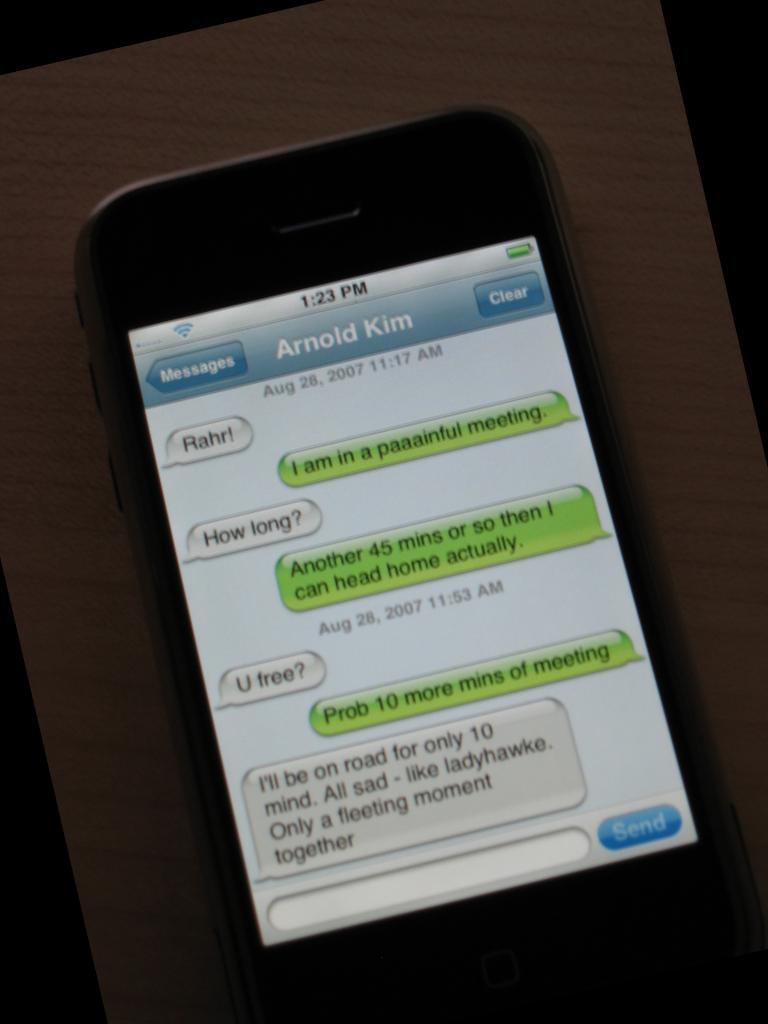 1:23 PM
Messages
Arnold Kim
Clear
Aug 28, 2007 11:17 AM
Rahr!
I am in a paaainful meeting.
How long?
Another 45 mins or so then I
can head home actually.
Aug 28, 2007 11:53 AM
U free?
Prob 10 more mins of meeting
I'll be on road for only 10
mind. All sad - like ladyhawke.
Only a fleeting moment
together
Send